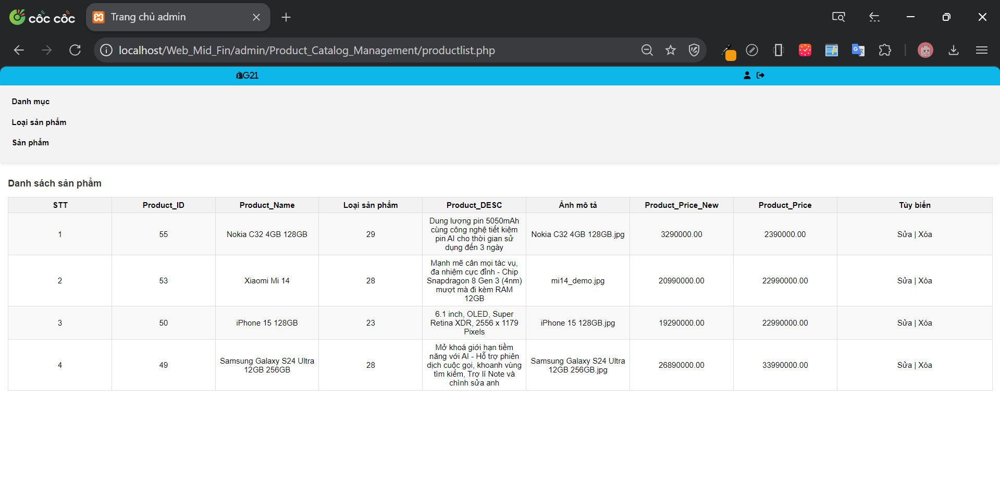 cốc cốc
Trang chủ admin
localhost/Web_Mid_Fin/admin/Product_Catalog_Management/productlist.php
G21
Danh mục
Loại sản phẩm
Sản phẩm
Danh sách sản phẩm
STT Product_ID Product_Name Loại sản phẩm Product_DESC Ảnh mô tả Product_Price_New Product_Price Tùy biến
1 55 Nokia C32 4GB 128GB 29
Dung lượng pin 5050mAh
cùng công nghệ tiết kiệm
pin AI cho thời gian sử
dụng đến 3 ngày
Nokia C32 4GB 128GB.jpg 3290000.00 2390000.00 Sửa | Xóa
2 53 Xiaomi Mi 14 28
Mạnh mẽ cân mọi tác vụ,
đa nhiệm cực đỉnh - Chip
Snapdragon 8 Gen 3 (4nm)
mượt mà đi kèm RAM
12GB
mi14_demo.jpg 20990000.00 22990000.00 Sửa | Xóa
3 50 iPhone 15 128GB 23
6.1 inch, OLED, Super
Retina XDR, 2556 x 1179
Pixels
iPhone 15 128GB.jpg 19290000.00 22990000.00 Sửa | Xóa
4 49
Samsung Galaxy S24 Ultra
12GB 256GB
28
Mở khoá giới hạn tiềm
năng với AI - Hỗ trợ phiên
dịch cuộc gọi, khoanh vùng
tìm kiếm, Trợ lí Note và
chình sửa anh
Samsung Galaxy S24 Ultra
12GB 256GB.jpg
26890000.00 33990000.00 Sửa | Xóa